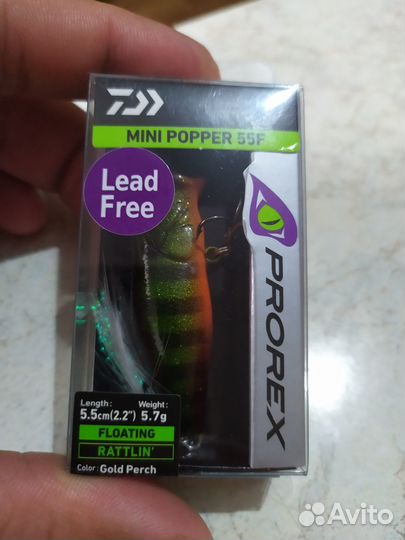 MINI POPPER 55F
Lead
Free
PROREX
Length: Weight:
5.5cm(2.2") 5.7g
FLOATING
RATTLIN'
Color: Gold Perch
Avito